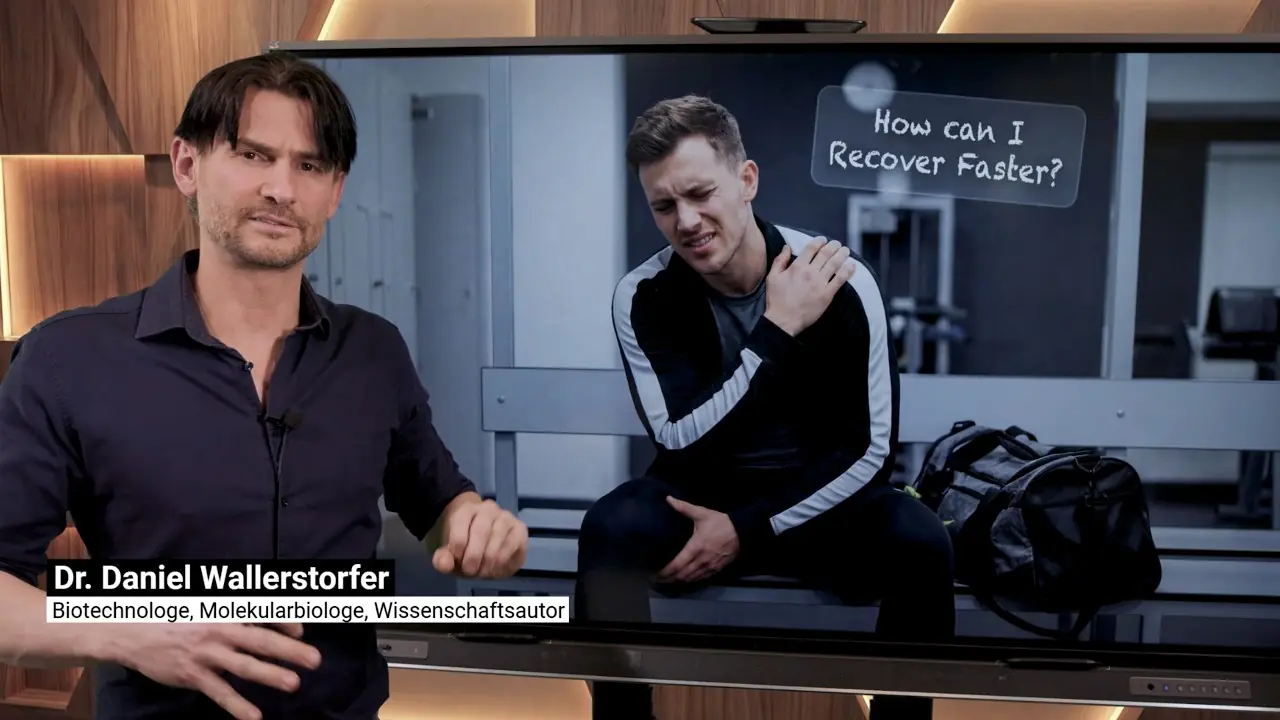 How can I
Recover Faster?
Dr. Daniel Wallerstorfer
Biotechnologe, Molekularbiologe, Wissenschaftsautor